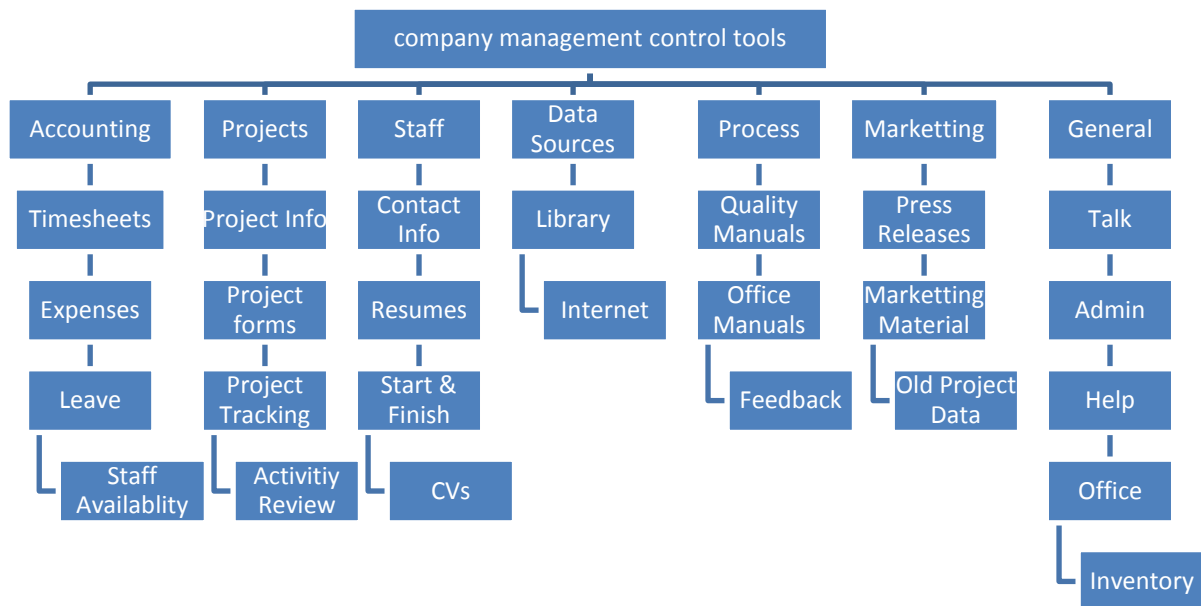 company management control tools
Accounting
Projects
Staff
Data
Sources
Process
Marketting
General
Timesheets
Project Info
Contact
Info
Library
Quality
Manuals
Press
Releases
Talk
Expenses
Project
forms
Resumes
Internet
Office
Manuals
Marketting
Material
Admin
Leave
Project
Tracking
Start &
Finish
Feedback
Old Project
Data
Help
Staff
Availablity
Activitiy
Review
CVs
Office
Inventory